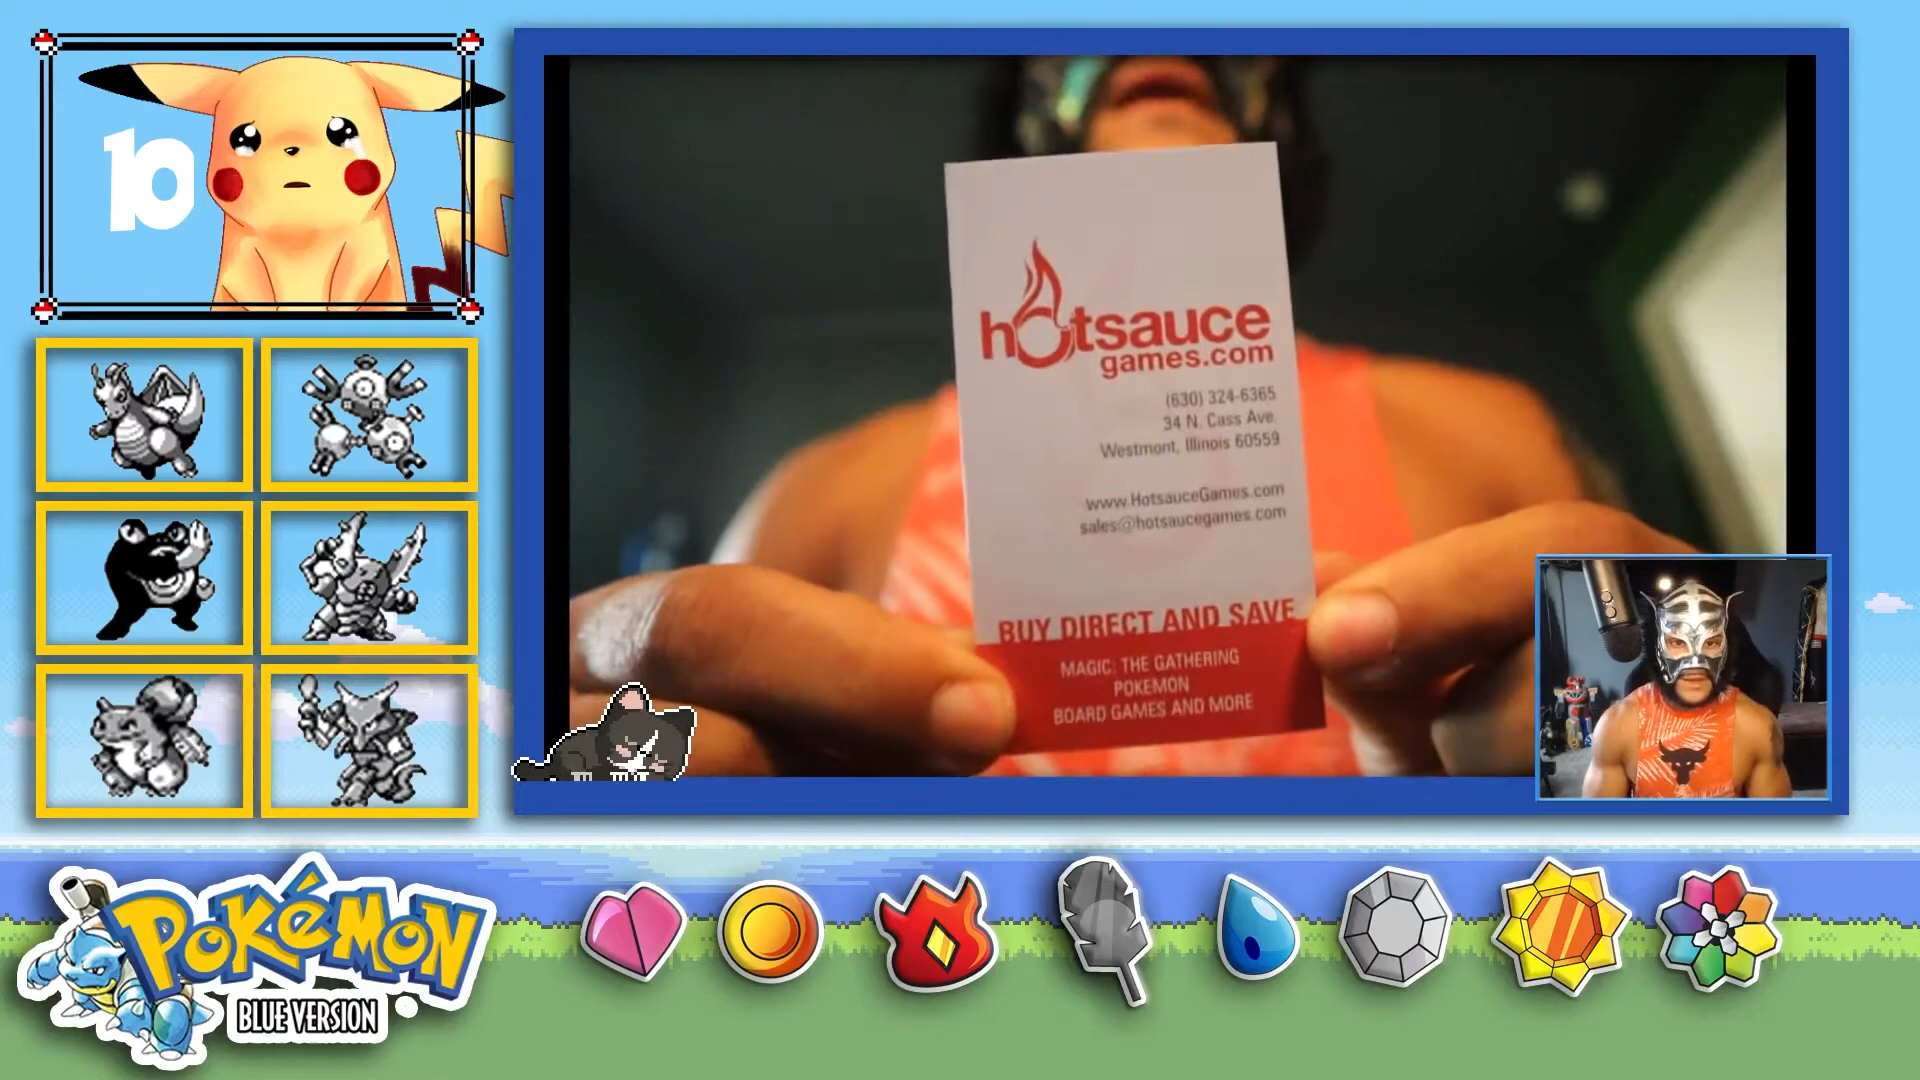 10
hotsauce
games.com
(630) 324-6365
34 N. Cass Ave.
Westmont, Illinois 60559
www.HotsauceGames.com
sales@hotsaucegames.com
BUY DIRECT AND SAVE
MAGIC: THE GATHERING
POKEMON
BOARD GAMES AND MORE
POKéMON
BLUE VERSION